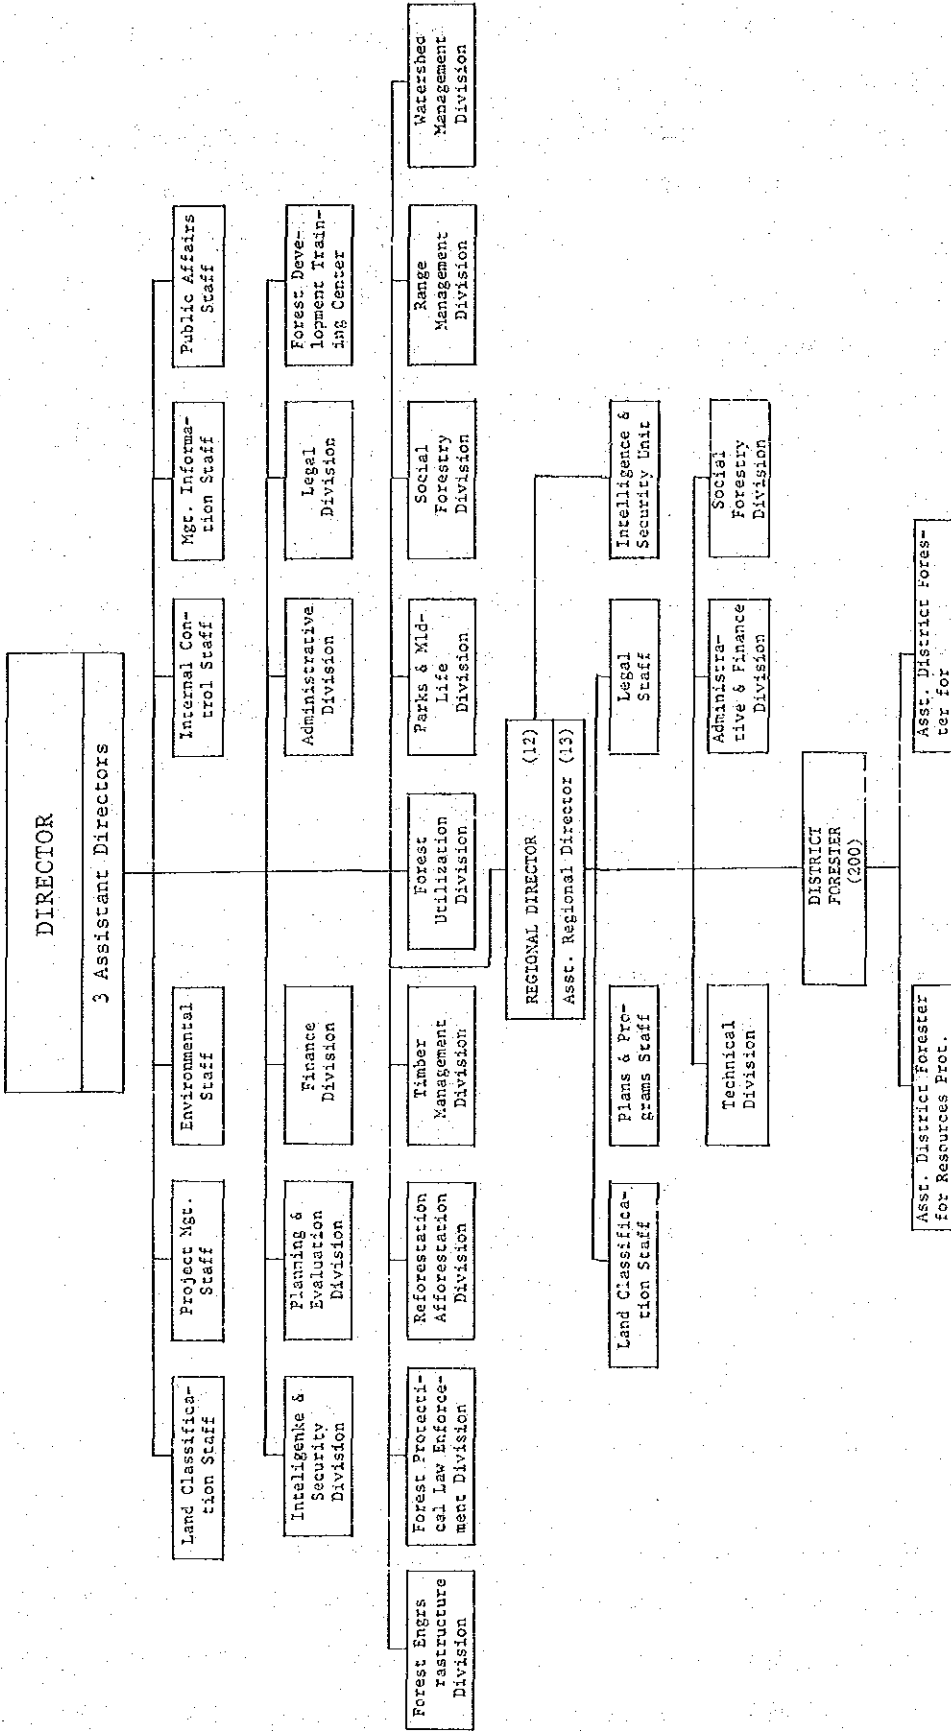 DIRECTOR
3 Assistant Directors
Land Classifica-
tion Staff
Project Mgt.
Staff
Environmental
Staff
Internal Con-
trol Staff
Mgt. Informa-
tion Staff
Public Affairs
Staff
Inteligenke &
Security
Division
Planning &
Evaluation
Division
Finance
Division
Administrative
Division
Legal
Division
Forest Deve-
lopment Train-
ing Center
Forest Engrs
rastructure
Division
Forest Protecti-
cal Law Enforce-
ment Division
Reforestation
Afforestation
Division
Timber
Management
Division
Forest
Utilization
Division
Parks & Mld-
Life
Division
Social
Forestry
Division
Range
Management
Division
Watershed
Management
Division
REGIONAL DIRECTOR (12)
Asst. Regional Director (13)
Land Classifica-
tion Staff
Plans & Pro-
grams Staff
Legal
Staff
Intelligence &
Security Unit
Technical
Division
Administra-
tive & Finance
Division
Social
Forestry
Division
DISTRICT
FORESTER
(200)
Asst. District Forester
for Resources Prot.
Asst. District Fores-
ter for